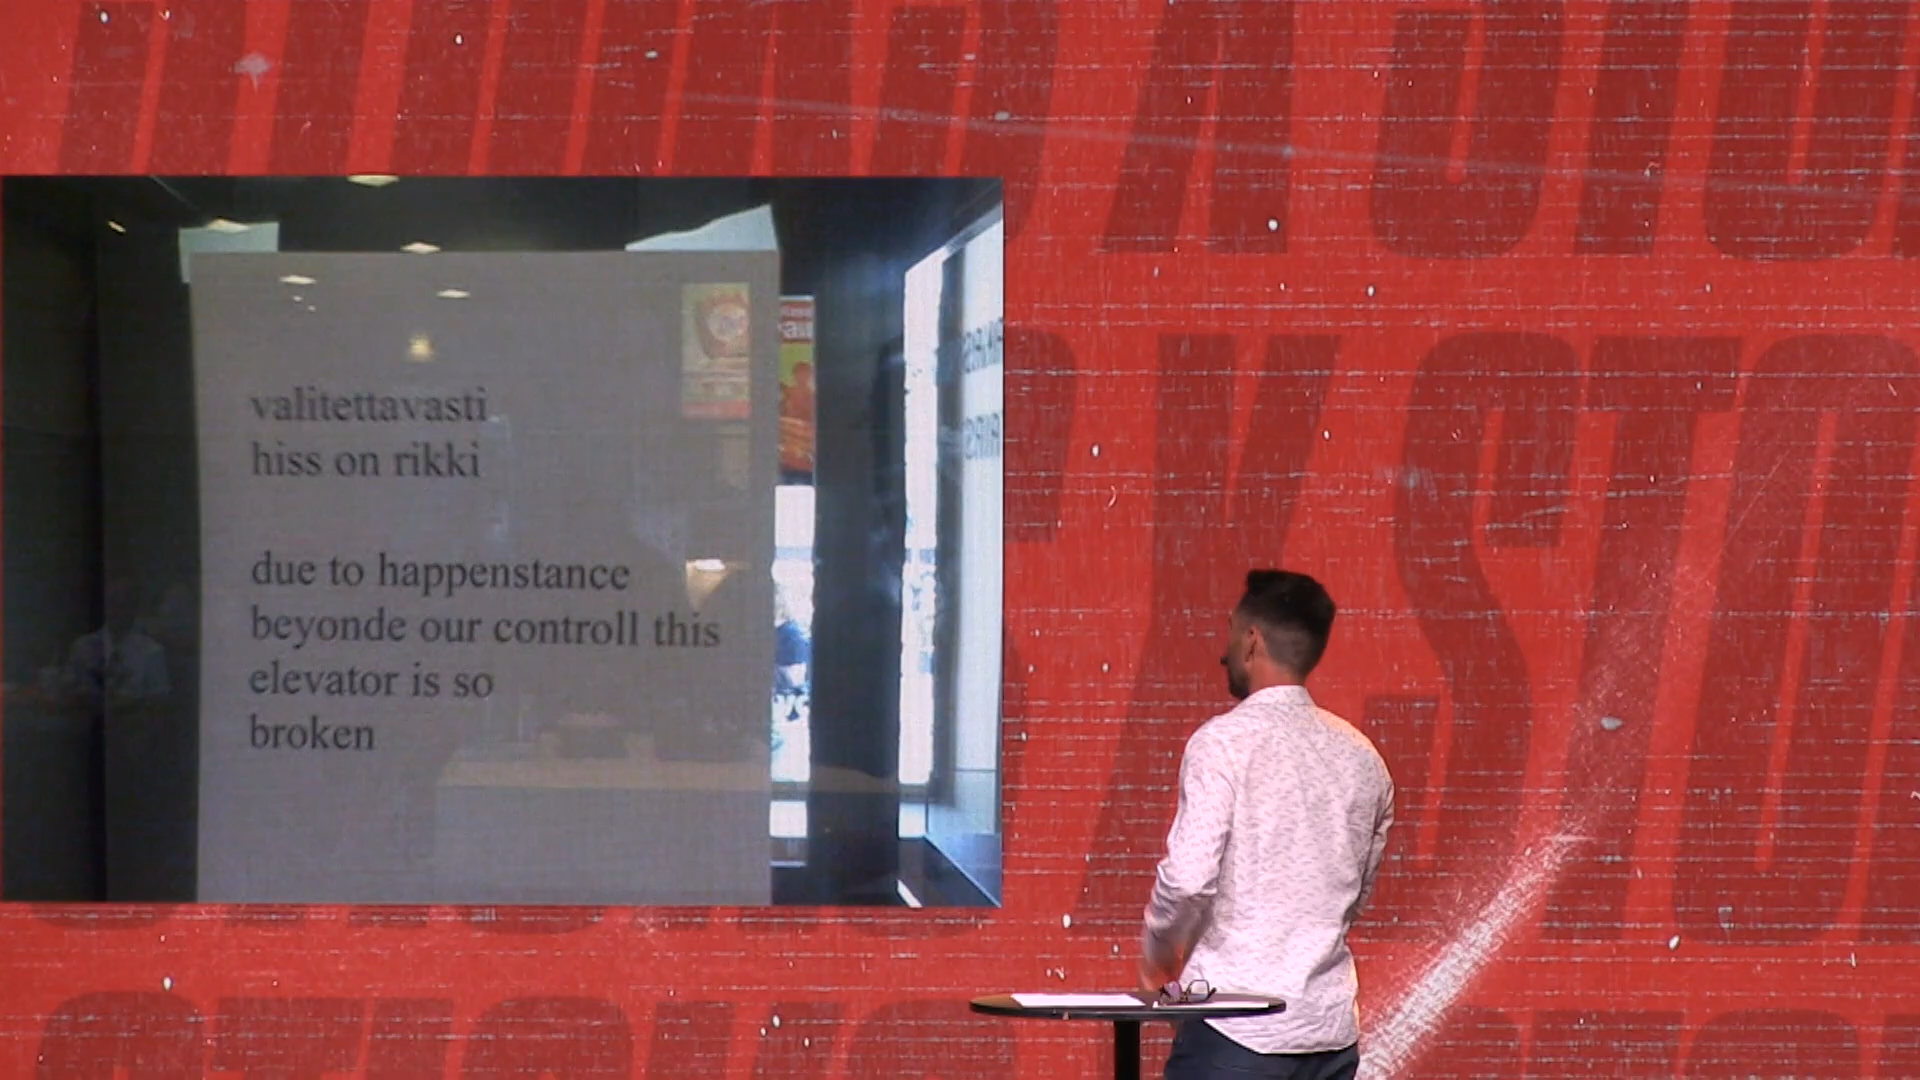 valitettavasti
hiss on rikki
due to happenstance
beyonde our controll this
elevator is so
broken